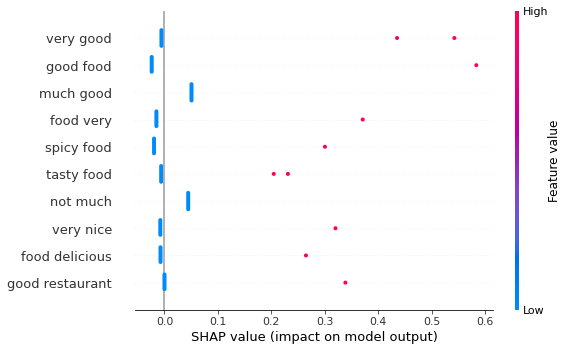 High
very good
good food
much good
food very
spicy food
tasty food
not much
very nice
food delicious
good restaurant
Feature value
Low
0.0 0.1 0.2 0.3 0.4 0.5 0.6
SHAP value (impact on model output)